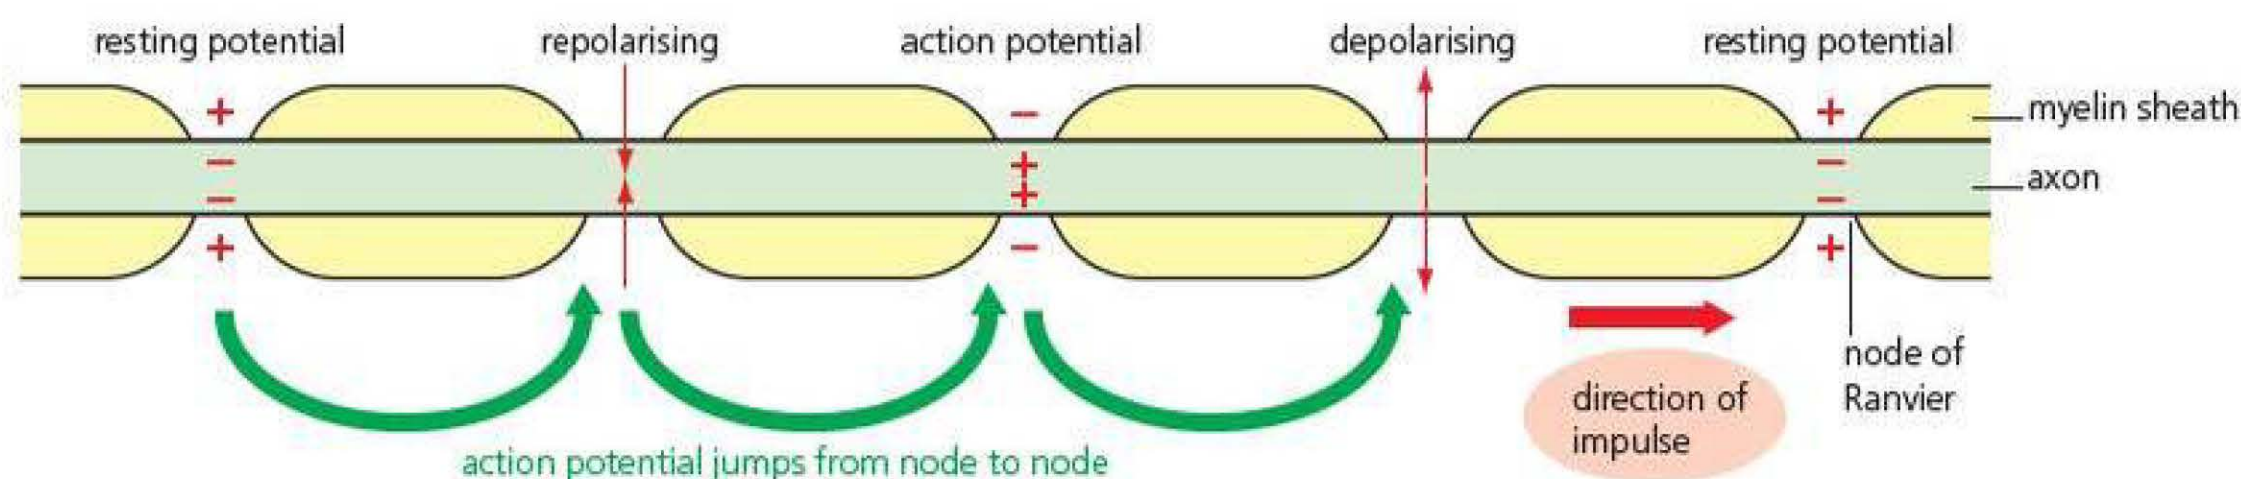 resting potential
repolarising
action potential
depolarising
resting potential
+
−
+
myelin sheath
−
+
−
axon
−
+
−
+
−
+
node of
Ranvier
direction of
impulse
action potential jumps from node to node